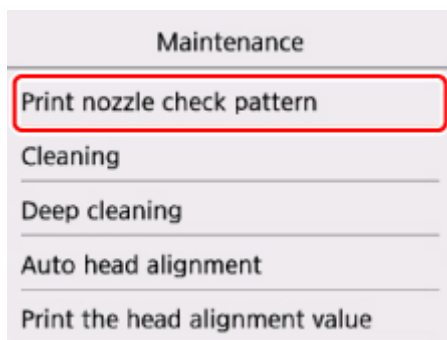 Maintenance
Print nozzle check pattern
Cleaning
Deep cleaning
Auto head alignment
Print the head alignment value